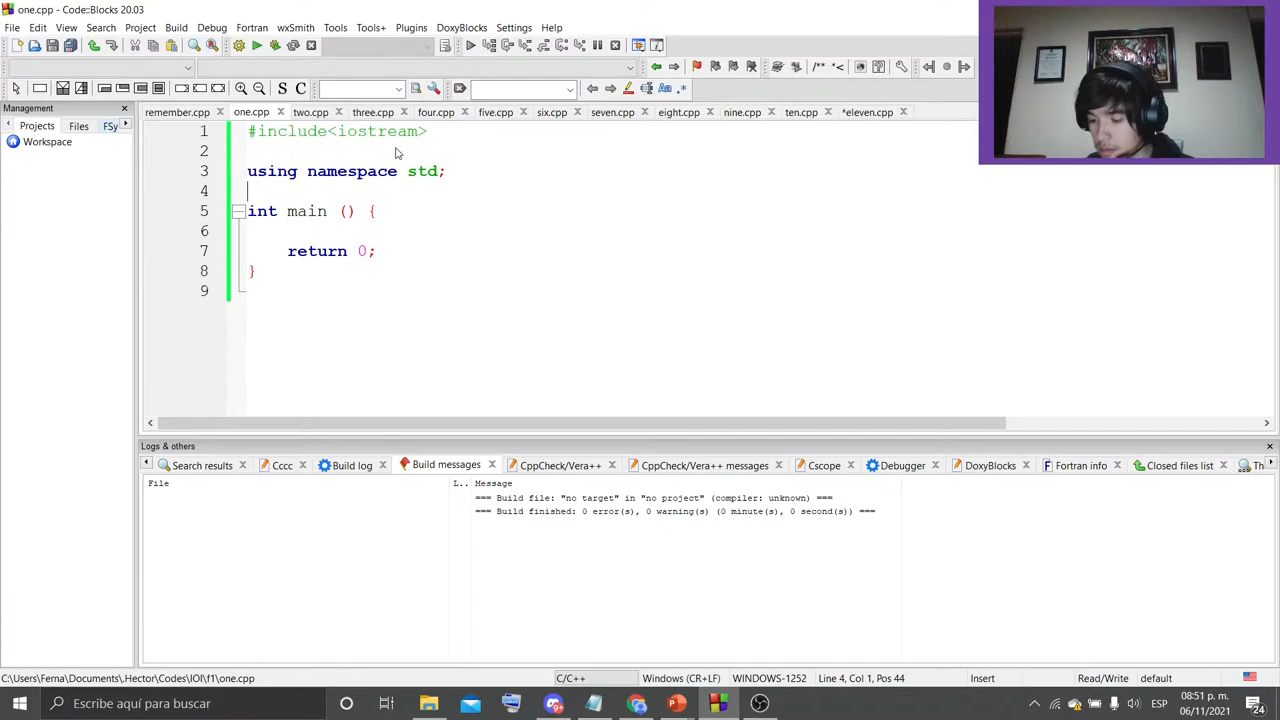 one.cpp - Code::Blocks 20.03
File Edit View Search Project Build Debug Fortran wxSmith Tools Tools+ Plugins DoxyBlocks Settings Help
/** *<
S C Aa .*
Management
Projects Files FSy
Workspace
remember.cpp one.cpp two.cpp three.cpp four.cpp five.cpp six.cpp seven.cpp eight.cpp nine.cpp ten.cpp *eleven.cpp
1 #include<iostream>
2
3 using namespace std;
4
5 int main () {
6
7 return 0;
8 }
9
Logs & others
Search results Cccc Build log Build messages CppCheck/Vera++ CppCheck/Vera++ messages Cscope Debugger DoxyBlocks Fortran info Closed files list Th
File L.. Message
=== Build file: "no target" in "no project" (compiler: unknown) ===
=== Build finished: 0 error(s), 0 warning(s) (0 minute(s), 0 second(s)) ===
C:\Users\Ferna\Documents\.Hector\Codes\IOI\f1\one.cpp C/C++ Windows (CR+LF) WINDOWS-1252 Line 4, Col 1, Pos 44 Insert Read/Write default
Escribe aquí para buscar
ESP
08:51 p. m.
06/11/2021
24